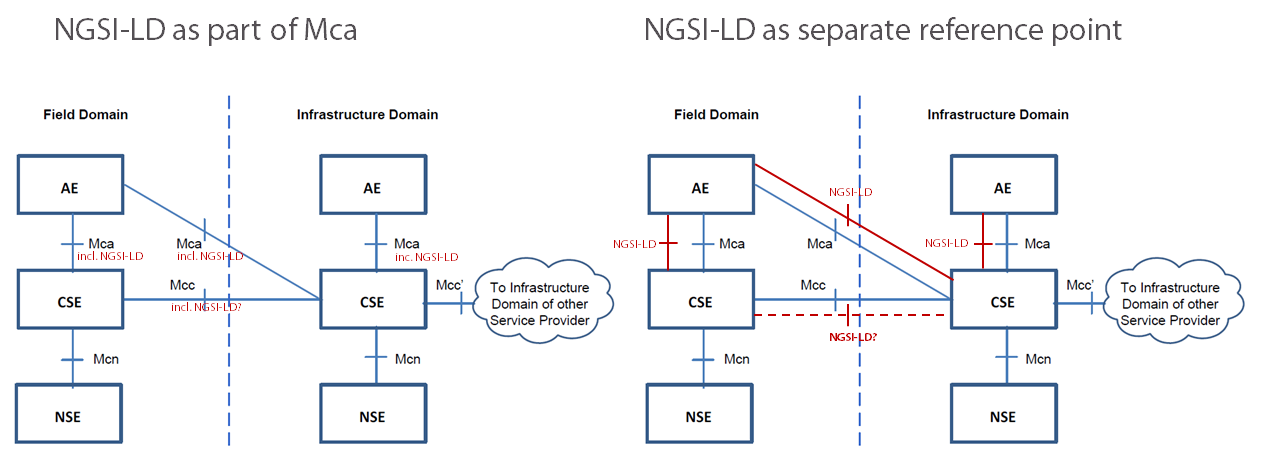 NGSI-LD as part of Mca
Field Domain
Infrastructure Domain
AE
AE
Mca
incl. NGSI-LD
Mca
incl. NGSI-LD
Mca
inc. NGSI-LD
CSE
Mcc
incl. NGSI-LD?
CSE
Mcc'
To Infrastructure
Domain of other
Service Provider
Mcn
Mcn
NSE
NSE
NGSI-LD as separate reference point
Field Domain
Infrastructure Domain
AE
NGSI-LD
AE
NGSI-LD
Mca
Mca
NGSI-LD
Mca
CSE
Mcc
NGSI-LD?
CSE
Mcc'
To Infrastructure
Domain of other
Service Provider
Mcn
Mcn
NSE
NSE